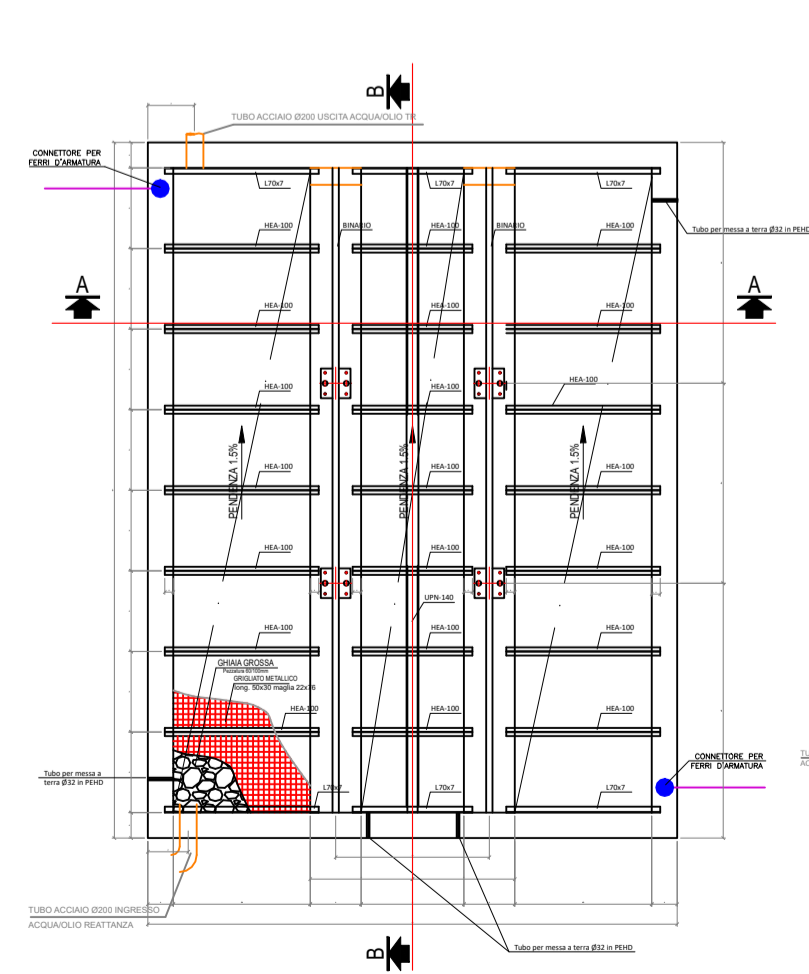 B
TUBO ACCIAIO Ø200 USCITA ACQUA/OLIO TR
CONNETTORE PER
FERRI D'ARMATURA
L70x7
L70x7
L70x7
HEA-100
BINARIO
HEA-100
BINARIO
HEA-100
Tubo per messa a terra Ø32 in PEHD
A
A
HEA-100
HEA-100
HEA-100
HEA-100
HEA-100
HEA-100
PENDENZA 1.5%
PENDENZA 1.5%
PENDENZA 1.5%
HEA-100
HEA-100
HEA-100
HEA-100
HEA-100
HEA-100
UPN-140
HEA-100
HEA-100
HEA-100
GHIAIA GROSSA
Pezzatura 60/100mm
GRIGLIATO METALLICO
long. 50x30 maglia 22x76
HEA-100
HEA-100
HEA-100
CONNETTORE PER
FERRI D'ARMATURA
Tubo per messa a
terra Ø32 in PEHD
L70x7
L70x7
L70x7
TUBO ACCIAIO Ø200 INGRESSO
ACQUA/OLIO REATTANZA
Tubo per messa a terra Ø32 in PEHD
B